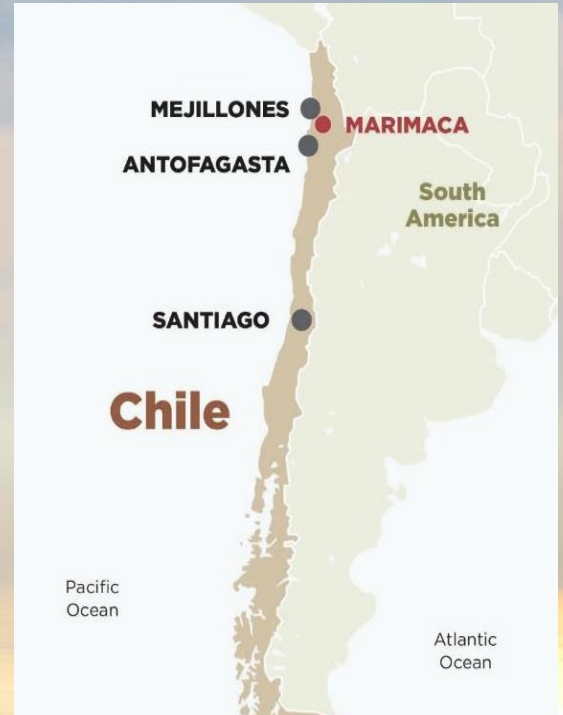 MEJILLONES
MARIMACA
ANTOFAGASTA
South
America
SANTIAGO
Chile
Pacific
Ocean
Atlantic
Ocean